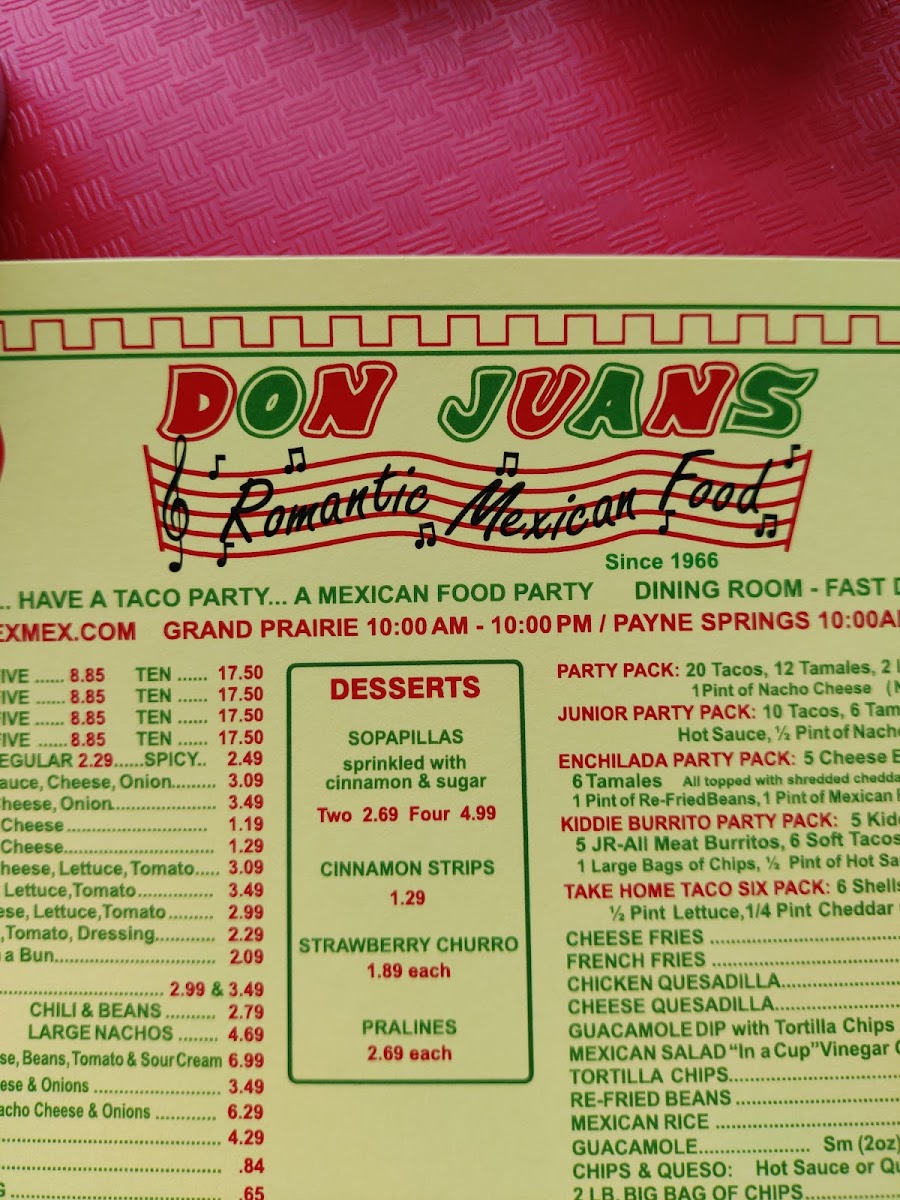 DON JUANS
Romantic Mexican Food
Since 1966
... HAVE A TACO PARTY... A MEXICAN FOOD PARTY DINING ROOM - FAST
EXMEX.COM GRAND PRAIRIE 10:00 AM - 10:00 PM / PAYNE SPRINGS 10:00A
FIVE ...... 8.85 TEN ...... 17.50
FIVE ...... 8.85 TEN ...... 17.50
FIVE ...... 8.85 TEN ...... 17.50
FIVE ...... 8.85 TEN ...... 17.50
REGULAR 2.29......SPICY.. 2.49
auce, Cheese, Onion......... 3.09
Cheese, Onion..................... 3.49
Cheese............................ 1.19
Cheese............................ 1.29
heese, Lettuce, Tomato..... 3.09
Lettuce,Tomato............... 3.49
ese, Lettuce,Tomato ......... 2.99
,Tomato, Dressing............ 2.29
a Bun................................ 2.09
................................ 2.99 & 3.49
CHILI & BEANS .......... 2.79
LARGE NACHOS ........ 4.69
se, Beans, Tomato & Sour Cream 6.99
ese & Onions ........................ 3.49
acho Cheese & Onions ............ 6.29
............................................ 4.29
............................................ .84
............................................ .65
DESSERTS
SOPAPILLAS
sprinkled with
cinnamon & sugar
Two 2.69 Four 4.99
CINNAMON STRIPS
1.29
STRAWBERRY CHURRO
1.89 each
PRALINES
2.69 each
PARTY PACK: 20 Tacos, 12 Tamales, 2
1 Pint of Nacho Cheese (
JUNIOR PARTY PACK: 10 Tacos, 6 Tam
Hot Sauce, ½ Pint of Nacho
ENCHILADA PARTY PACK: 5 Cheese
6 Tamales All topped with shredded chedda
1 Pint of Re-Fried Beans, 1 Pint of Mexican
KIDDIE BURRITO PARTY PACK: 5 Kid
5 JR-All Meat Burritos, 6 Soft Tacos
1 Large Bags of Chips, ½ Pint of Hot Sa
TAKE HOME TACO SIX PACK: 6 Shells
½ Pint Lettuce, 1/4 Pint Cheddar
CHEESE FRIES ..............................
FRENCH FRIES ..............................
CHICKEN QUESADILLA..................
CHEESE QUESADILLA...................
GUACAMOLE DIP with Tortilla Chips
MEXICAN SALAD "In a Cup" Vinegar
TORTILLA CHIPS............................
RE-FRIED BEANS ..........................
MEXICAN RICE ..............................
GUACAMOLE..................... Sm (2oz)
CHIPS & QUESO: Hot Sauce or Qu
2 LB. BIG BAG OF CHIPS................